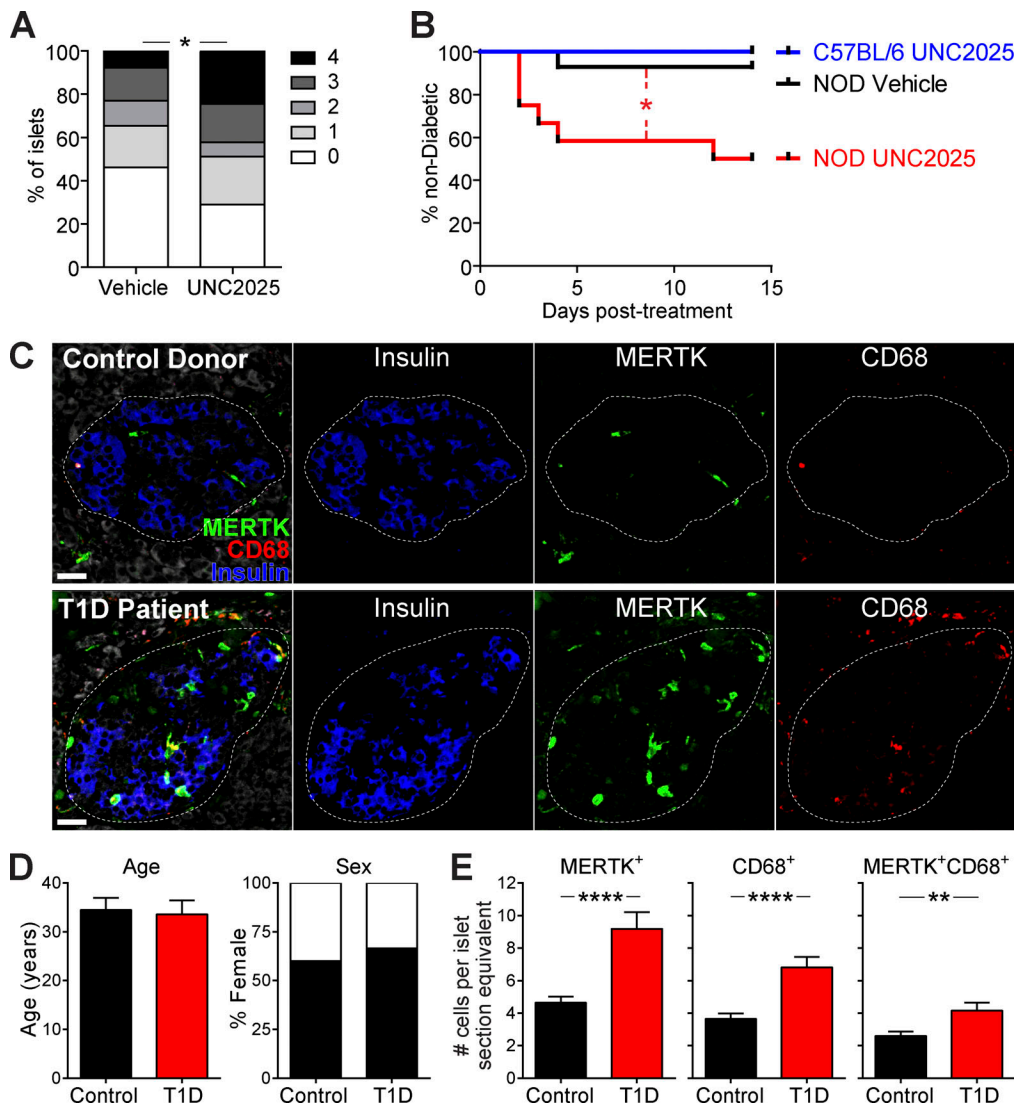 A
% of islets
100
80
60
40
20
0
*
Vehicle
UNC2025
4
3
2
1
0
B
% non-Diabetic
100
80
60
40
20
0
0
5
10
15
Days post-treatment
*
C57BL/6 UNC2025
NOD Vehicle
NOD UNC2025
C
Control Donor
Insulin
MERTK
CD68
MERTK
CD68
Insulin
T1D Patient
Insulin
MERTK
CD68
D
Age
Age (years)
40
30
20
10
0
Control
T1D
Sex
% Female
100
75
50
25
0
Control
T1D
E
# cells per islet
section equivalent
12
10
8
6
4
2
0
MERTK⁺
****
Control
T1D
CD68⁺
****
Control
T1D
MERTK⁺CD68⁺
**
Control
T1D